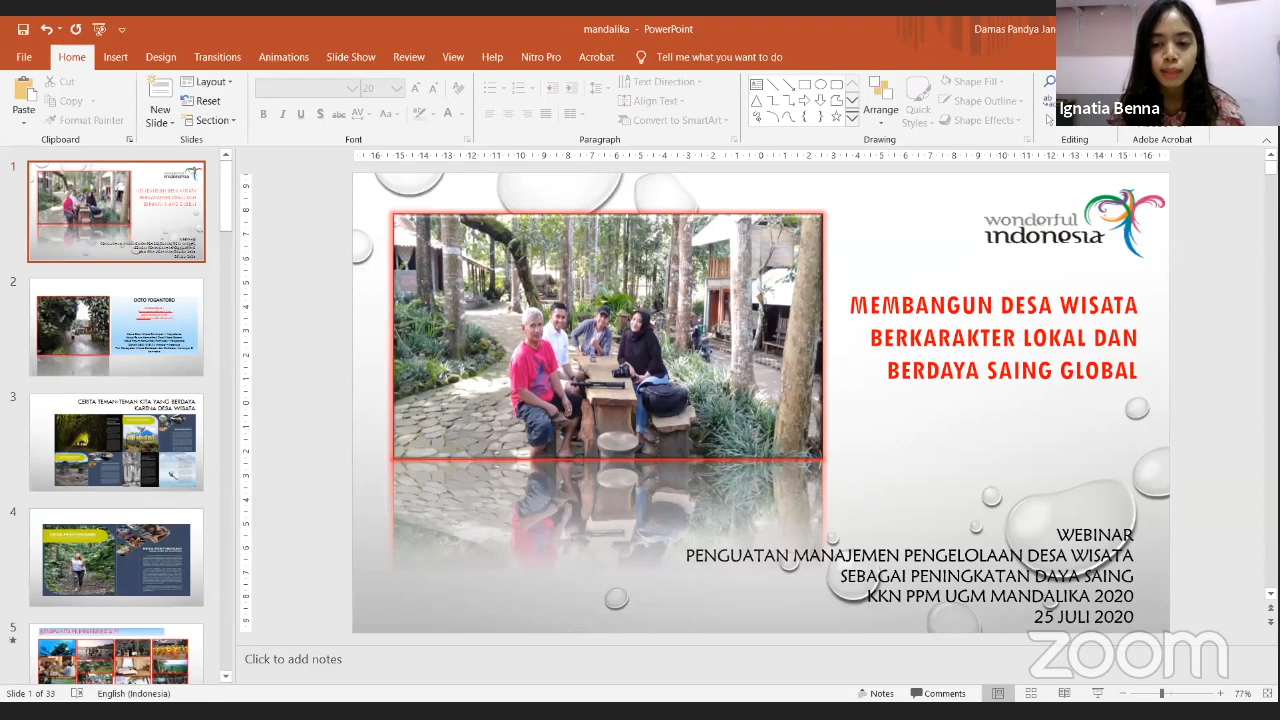 mandalika - PowerPoint
Damas Pandya Jan
File Home Insert Design Transitions Animations Slide Show Review View Help Nitro Pro Acrobat Tell me what you want to do
Paste
Cut
Copy
Format Painter
Clipboard
New Slide
Layout
Reset
Section
Slides
20
Font
Text Direction
Align Text
Convert to SmartArt
Paragraph
Arrange
Quick Styles
Shape Fill
Shape Outline
Shape Effects
Drawing
Editing
Adobe Acrobat
Ignatia Benna
1
2
DOTO YOGANTORO
3
CERITA TEMAN-TEMAN KITA YANG BERDAYA
KARENA DESA WISATA
4
5
wonderful
indonesia
MEMBANGUN DESA WISATA
BERKARAKTER LOKAL DAN
BERDAYA SAING GLOBAL
WEBINAR
PENGUATAN MANAJEMEN PENGELOLAAN DESA WISATA
SEBAGAI PENINGKATAN DAYA SAING
KKN PPM UGM MANDALIKA 2020
25 JULI 2020
zoom
Click to add notes
Slide 1 of 33 English (Indonesia) Notes Comments 77%